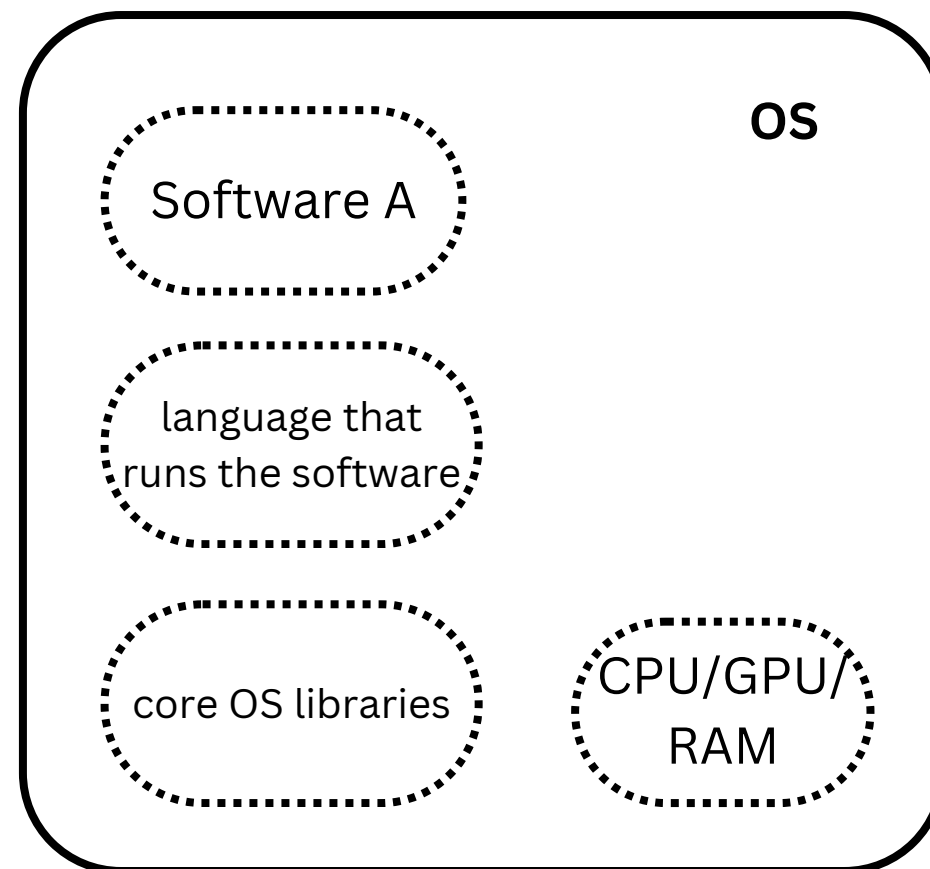 OS
Software A
language that
runs the software
core OS libraries
CPU/GPU/
RAM